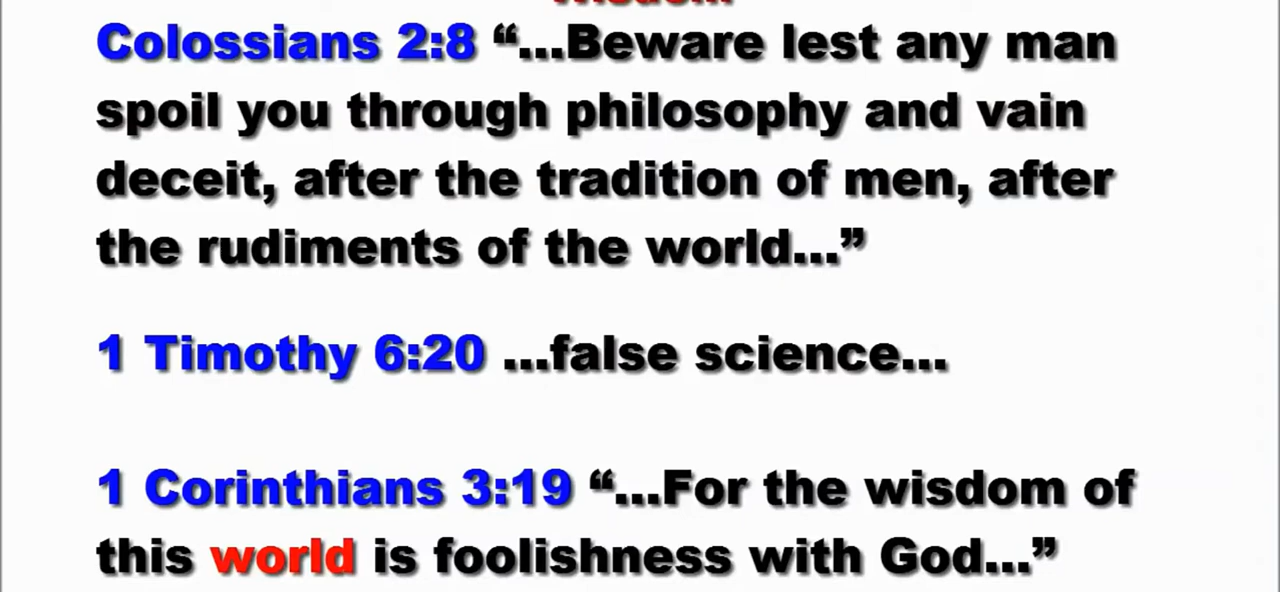 Colossians 2:8 “...Beware lest any man
spoil you through philosophy and vain
deceit, after the tradition of men, after
the rudiments of the world...”
1 Timothy 6:20 ...false science...
1 Corinthians 3:19 “...For the wisdom of
this world is foolishness with God...”